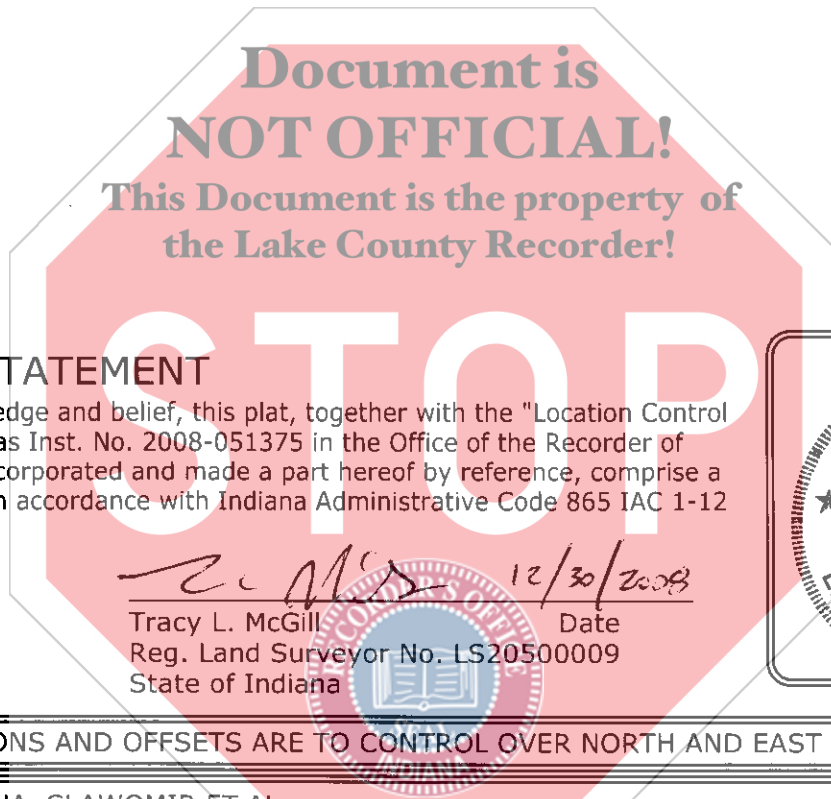 Document is
NOT OFFICIAL!
This Document is the property of
the Lake County Recorder!
STOP
TATEMENT
edge and belief, this plat, together with the "Location Control
as Inst. No. 2008-051375 in the Office of the Recorder of
corporated and made a part hereof by reference, comprise a
n accordance with Indiana Administrative Code 865 IAC 1-12
12/30/2008
Tracy L. McGill Date
Reg. Land Surveyor No. LS20500009
State of Indiana
RECORDER'S OFFICE
INDIANA
ONS AND OFFSETS ARE TO CONTROL OVER NORTH AND EAST